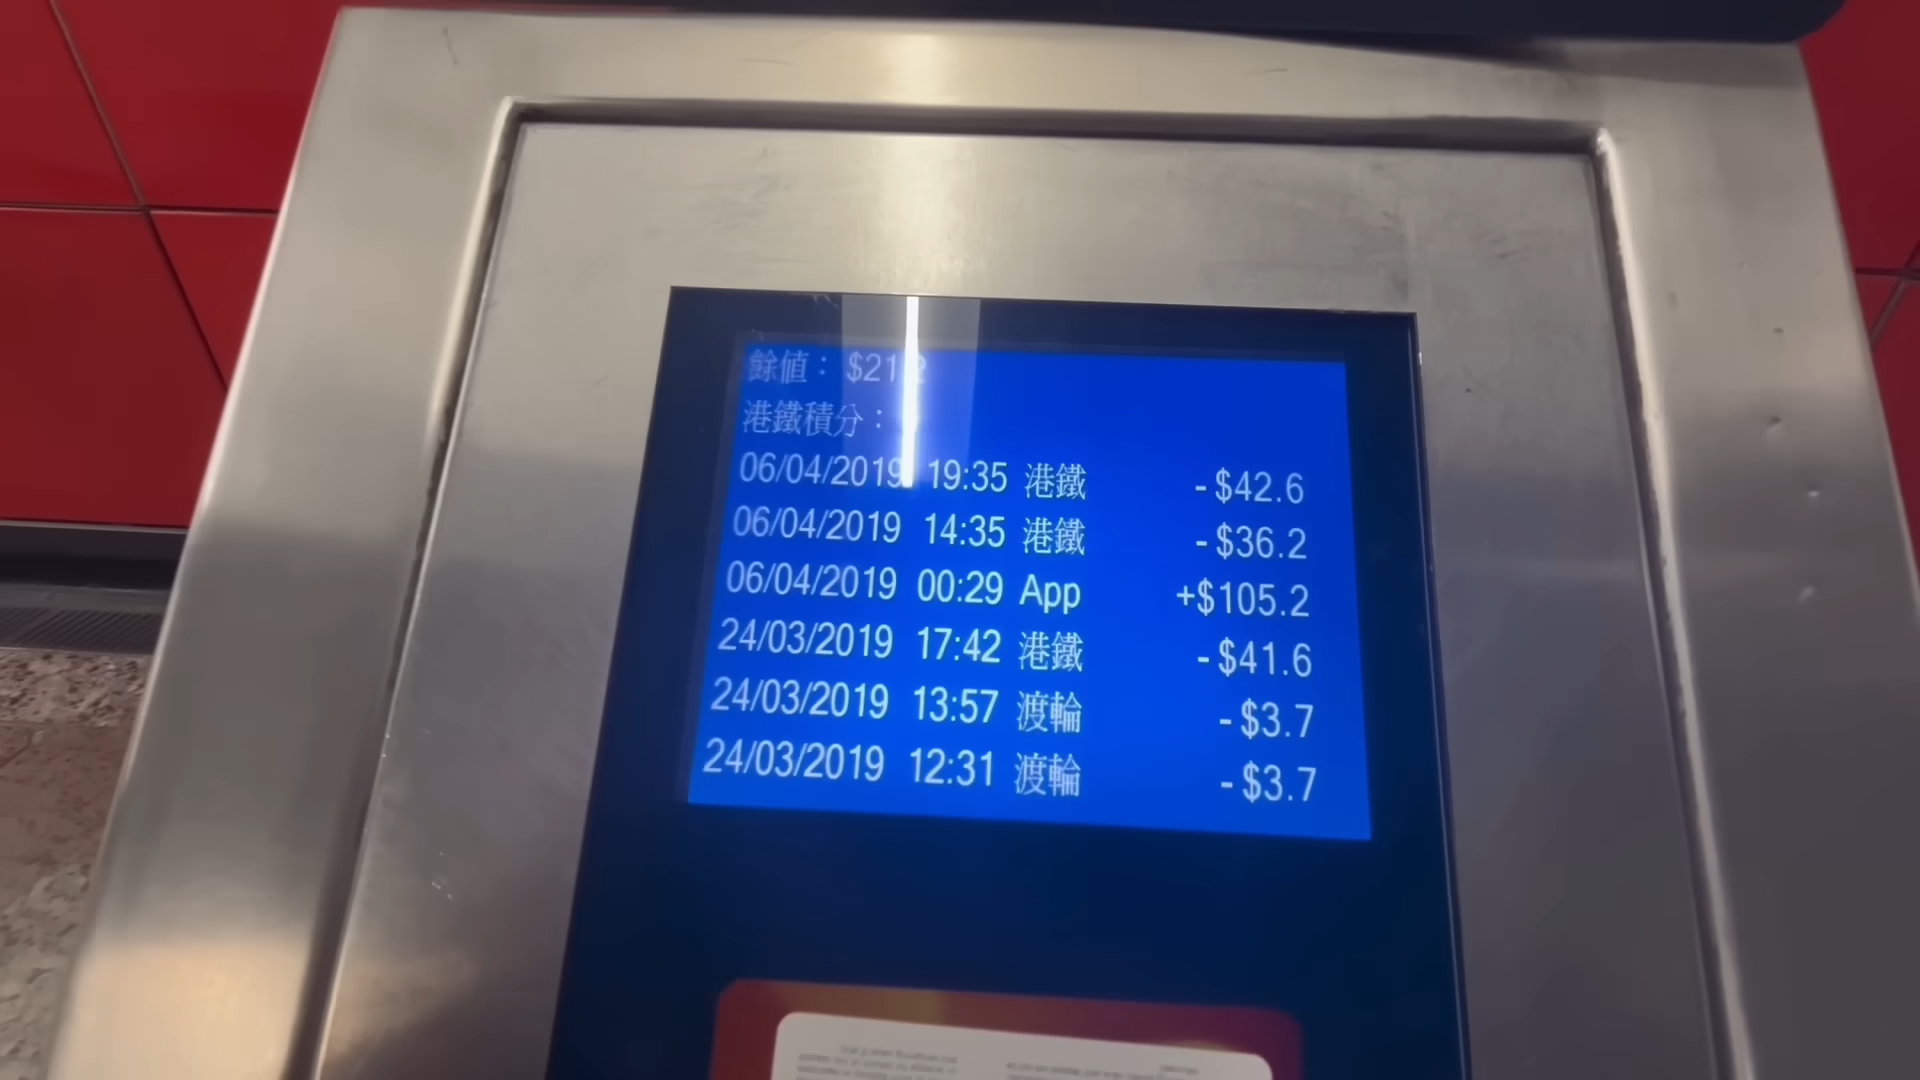 餘值： $21.2
港鐵積分：
06/04/2019 19:35 港鐵 -$42.6
06/04/2019 14:35 港鐵 -$36.2
06/04/2019 00:29 App +$105.2
24/03/2019 17:42 港鐵 -$41.6
24/03/2019 13:57 渡輪 -$3.7
24/03/2019 12:31 渡輪 -$3.7